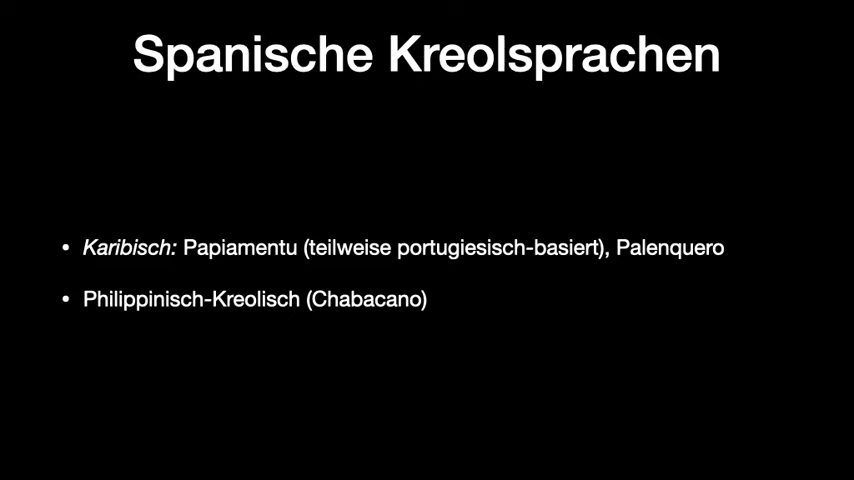 Spanische Kreolsprachen
• Karibisch: Papiamentu (teilweise portugiesisch-basiert), Palenquero
• Philippinisch-Kreolisch (Chabacano)